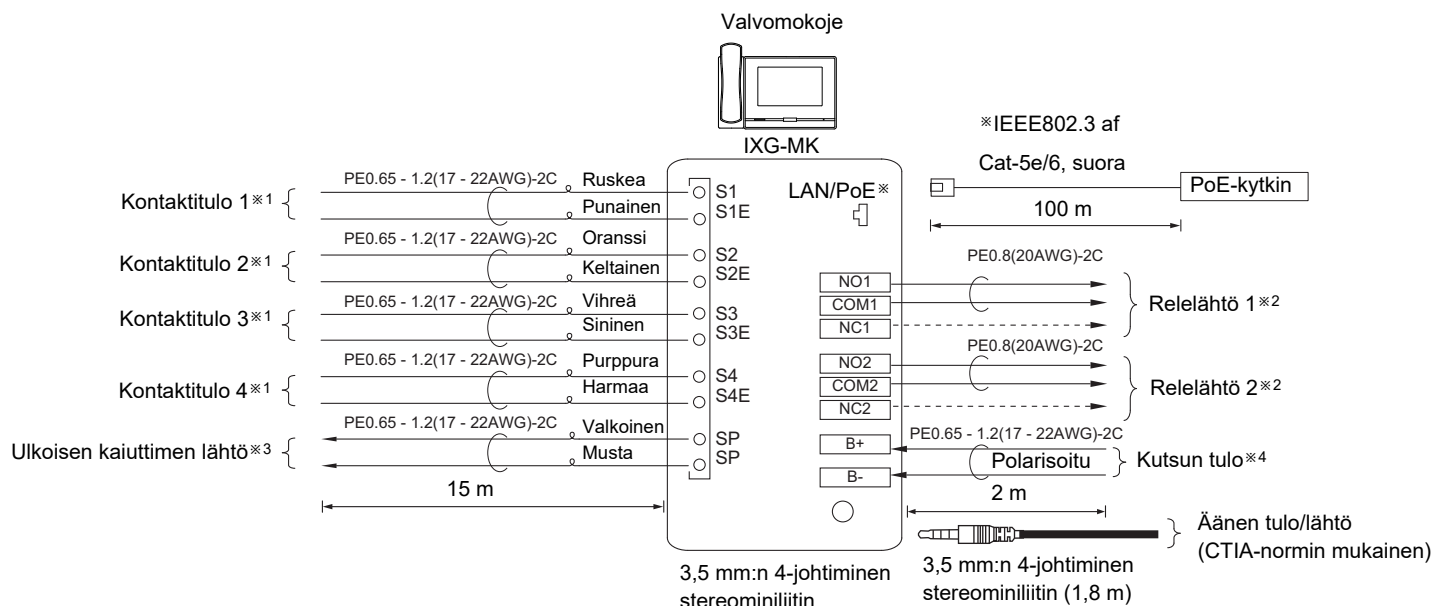 Valvomokoje
IXG-MK
※IEEE802.3 af
Cat-5e/6, suora
LAN/PoE※
PoE-kytkin
100 m
Kontaktitulo 1※1
PE0.65 - 1.2(17 - 22AWG)-2C
Ruskea
S1
Punainen
S1E
Kontaktitulo 2※1
PE0.65 - 1.2(17 - 22AWG)-2C
Oranssi
S2
Keltainen
S2E
Kontaktitulo 3※1
PE0.65 - 1.2(17 - 22AWG)-2C
Vihreä
S3
Sininen
S3E
Kontaktitulo 4※1
PE0.65 - 1.2(17 - 22AWG)-2C
Purppura
S4
Harmaa
S4E
Ulkoisen kaiuttimen lähtö※3
PE0.65 - 1.2(17 - 22AWG)-2C
Valkoinen
SP
Musta
SP
15 m
PE0.8(20AWG)-2C
NO1
COM1
NC1
Relelähtö 1※2
PE0.8(20AWG)-2C
NO2
COM2
NC2
Relelähtö 2※2
PE0.65 - 1.2(17 - 22AWG)-2C
B+
Polarisoitu
B-
Kutsun tulo※4
2 m
Äänen tulo/lähtö
(CTIA-normin mukainen)
3,5 mm:n 4-johtiminen
stereominiliitin
3,5 mm:n 4-johtiminen
stereominiliitin (1,8 m)